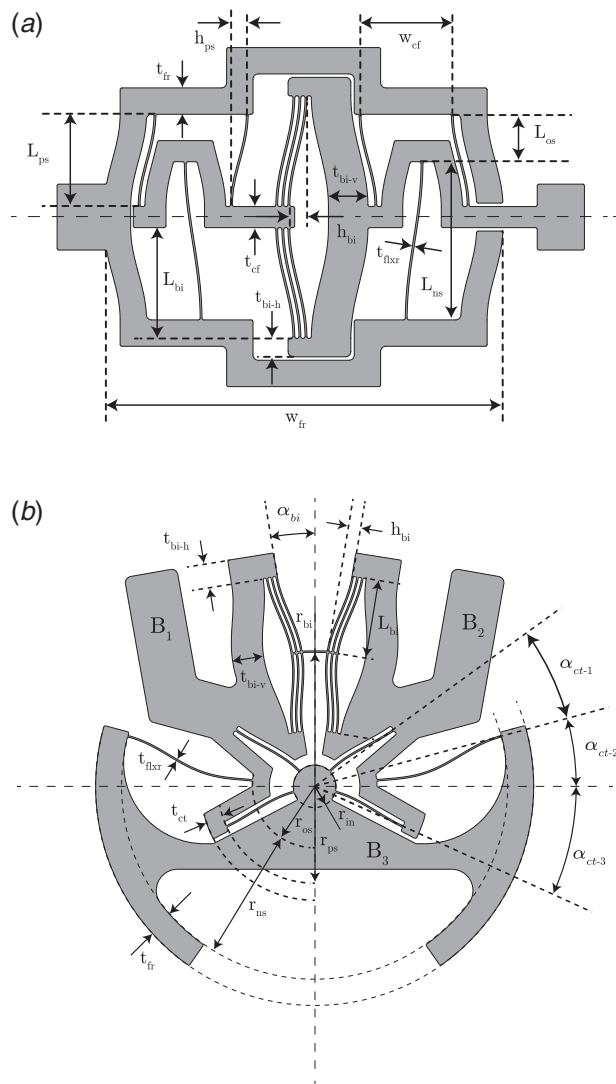 (a)
h_ps
w_cf
t_fr
L_ps
L_os
t_bi-v
h_bi
t_cf
t_flxr
L_ns
L_bi
t_bi-h
w_fr
(b)
α_bi
h_bi
t_bi-h
r_bi
L_bi
B_1
B_2
t_bi-v
α_ct-1
α_ct-2
t_flxr
t_ct
r_os
r_in
r_ps
B_3
α_ct-3
r_ns
t_fr